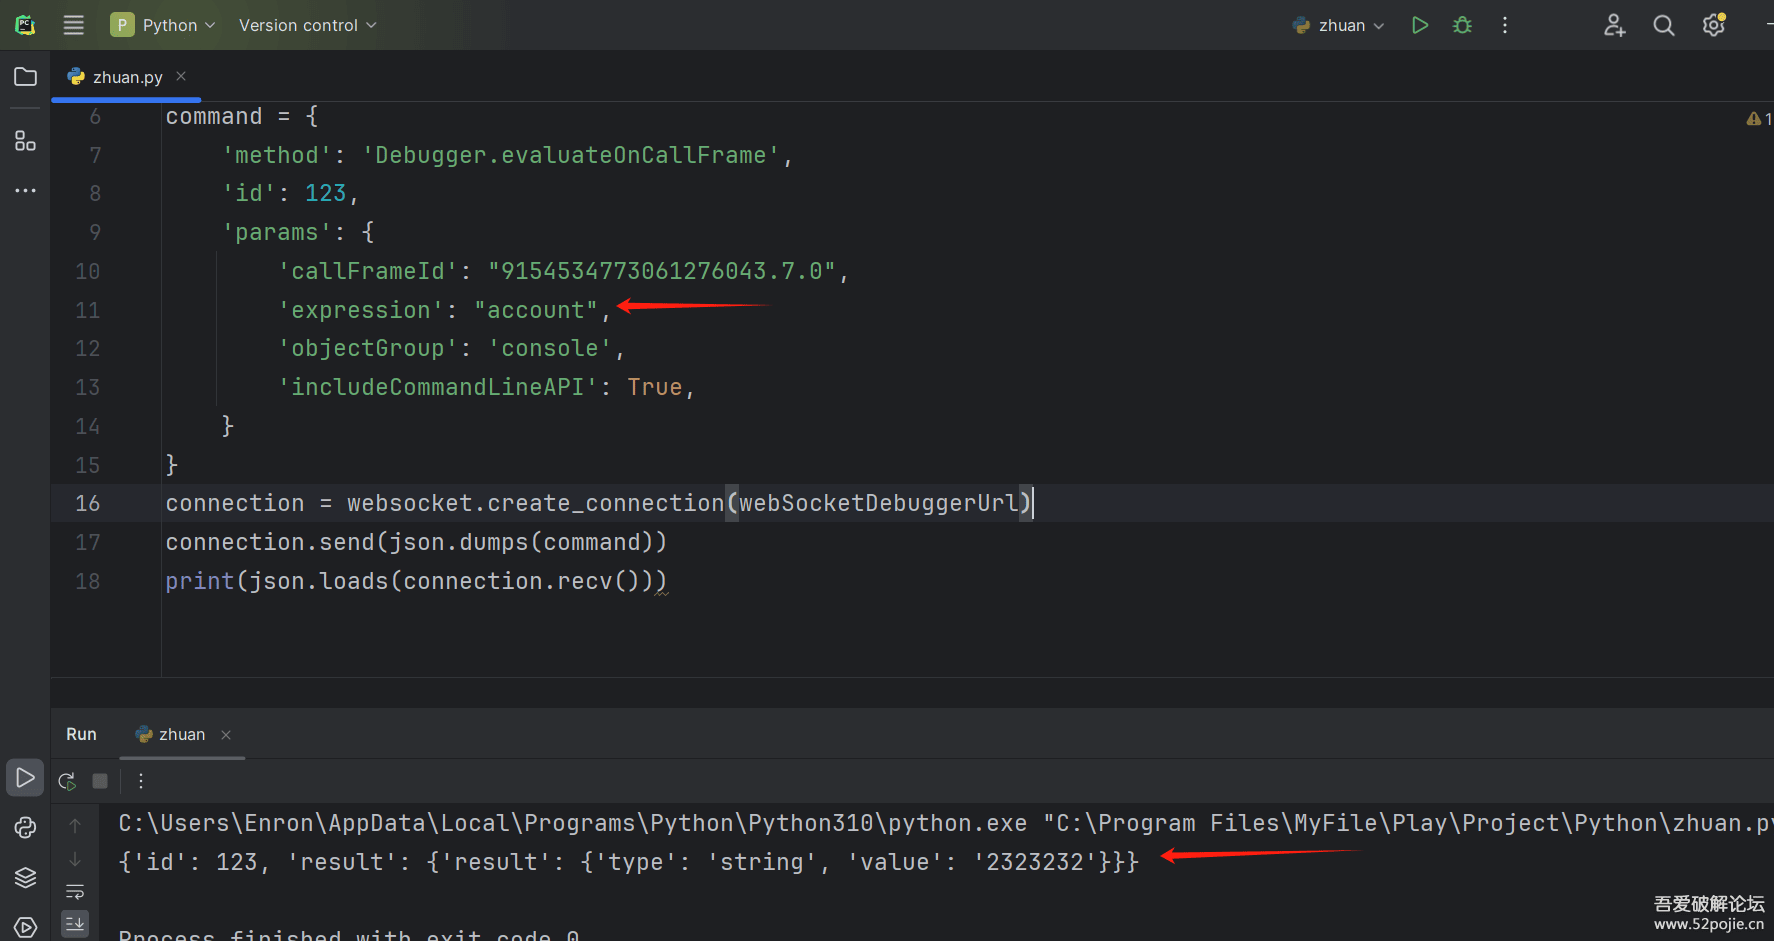 PC
P Python Version control zhuan
zhuan.py
6 command = {
7 'method': 'Debugger.evaluateOnCallFrame',
8 'id': 123,
9 'params': {
10 'callFrameId': "9154534773061276043.7.0",
11 'expression': "account",
12 'objectGroup': 'console',
13 'includeCommandLineAPI': True,
14 }
15 }
16 connection = websocket.create_connection(webSocketDebuggerUrl)
17 connection.send(json.dumps(command))
18 print(json.loads(connection.recv()))
1
Run zhuan
C:\Users\Enron\AppData\Local\Programs\Python\Python310\python.exe "C:\Program Files\MyFile\Play\Project\Python\zhuan.py
{'id': 123, 'result': {'result': {'type': 'string', 'value': '2323232'}}}
Process finished with exit code 0
吾爱破解论坛
www.52pojie.cn